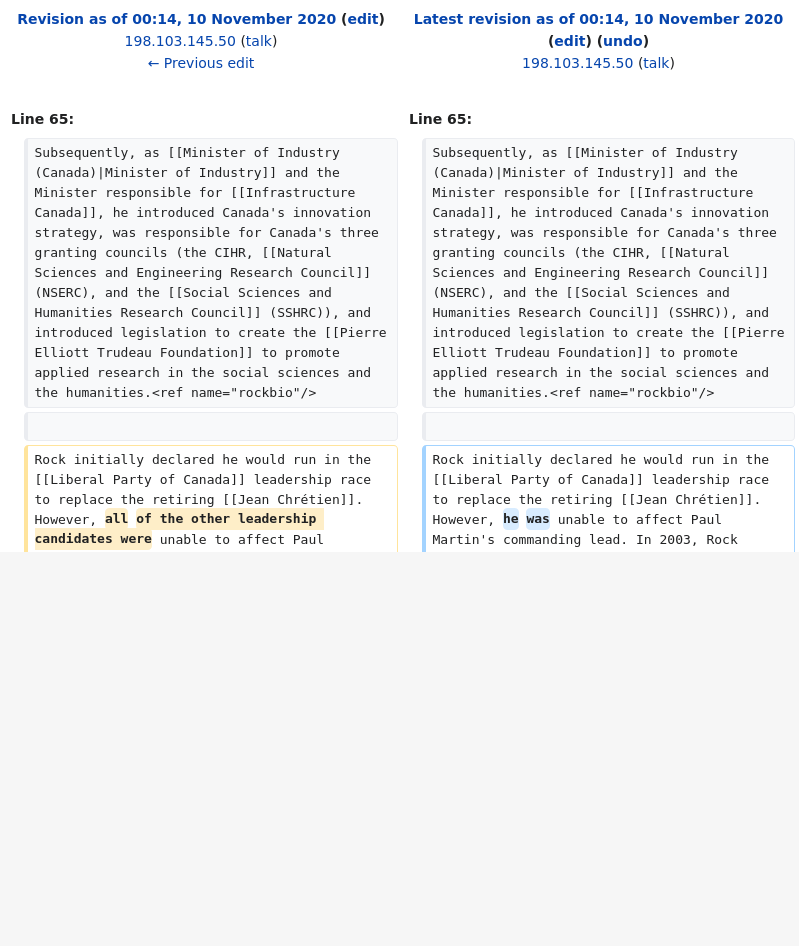 Revision as of 00:14, 10 November 2020 (edit)
198.103.145.50 (talk)
← Previous edit
Latest revision as of 00:14, 10 November 2020
(edit) (undo)
198.103.145.50 (talk)
Line 65:
Subsequently, as [[Minister of Industry
(Canada)|Minister of Industry]] and the
Minister responsible for [[Infrastructure
Canada]], he introduced Canada's innovation
strategy, was responsible for Canada's three
granting councils (the CIHR, [[Natural
Sciences and Engineering Research Council]]
(NSERC), and the [[Social Sciences and
Humanities Research Council]] (SSHRC)), and
introduced legislation to create the [[Pierre
Elliott Trudeau Foundation]] to promote
applied research in the social sciences and
the humanities.<ref name="rockbio"/>
Rock initially declared he would run in the
[[Liberal Party of Canada]] leadership race
to replace the retiring [[Jean Chrétien]].
However, all of the other leadership
candidates were unable to affect Paul
Line 65:
Subsequently, as [[Minister of Industry
(Canada)|Minister of Industry]] and the
Minister responsible for [[Infrastructure
Canada]], he introduced Canada's innovation
strategy, was responsible for Canada's three
granting councils (the CIHR, [[Natural
Sciences and Engineering Research Council]]
(NSERC), and the [[Social Sciences and
Humanities Research Council]] (SSHRC)), and
introduced legislation to create the [[Pierre
Elliott Trudeau Foundation]] to promote
applied research in the social sciences and
the humanities.<ref name="rockbio"/>
Rock initially declared he would run in the
[[Liberal Party of Canada]] leadership race
to replace the retiring [[Jean Chrétien]].
However, he was unable to affect Paul
Martin's commanding lead. In 2003, Rock